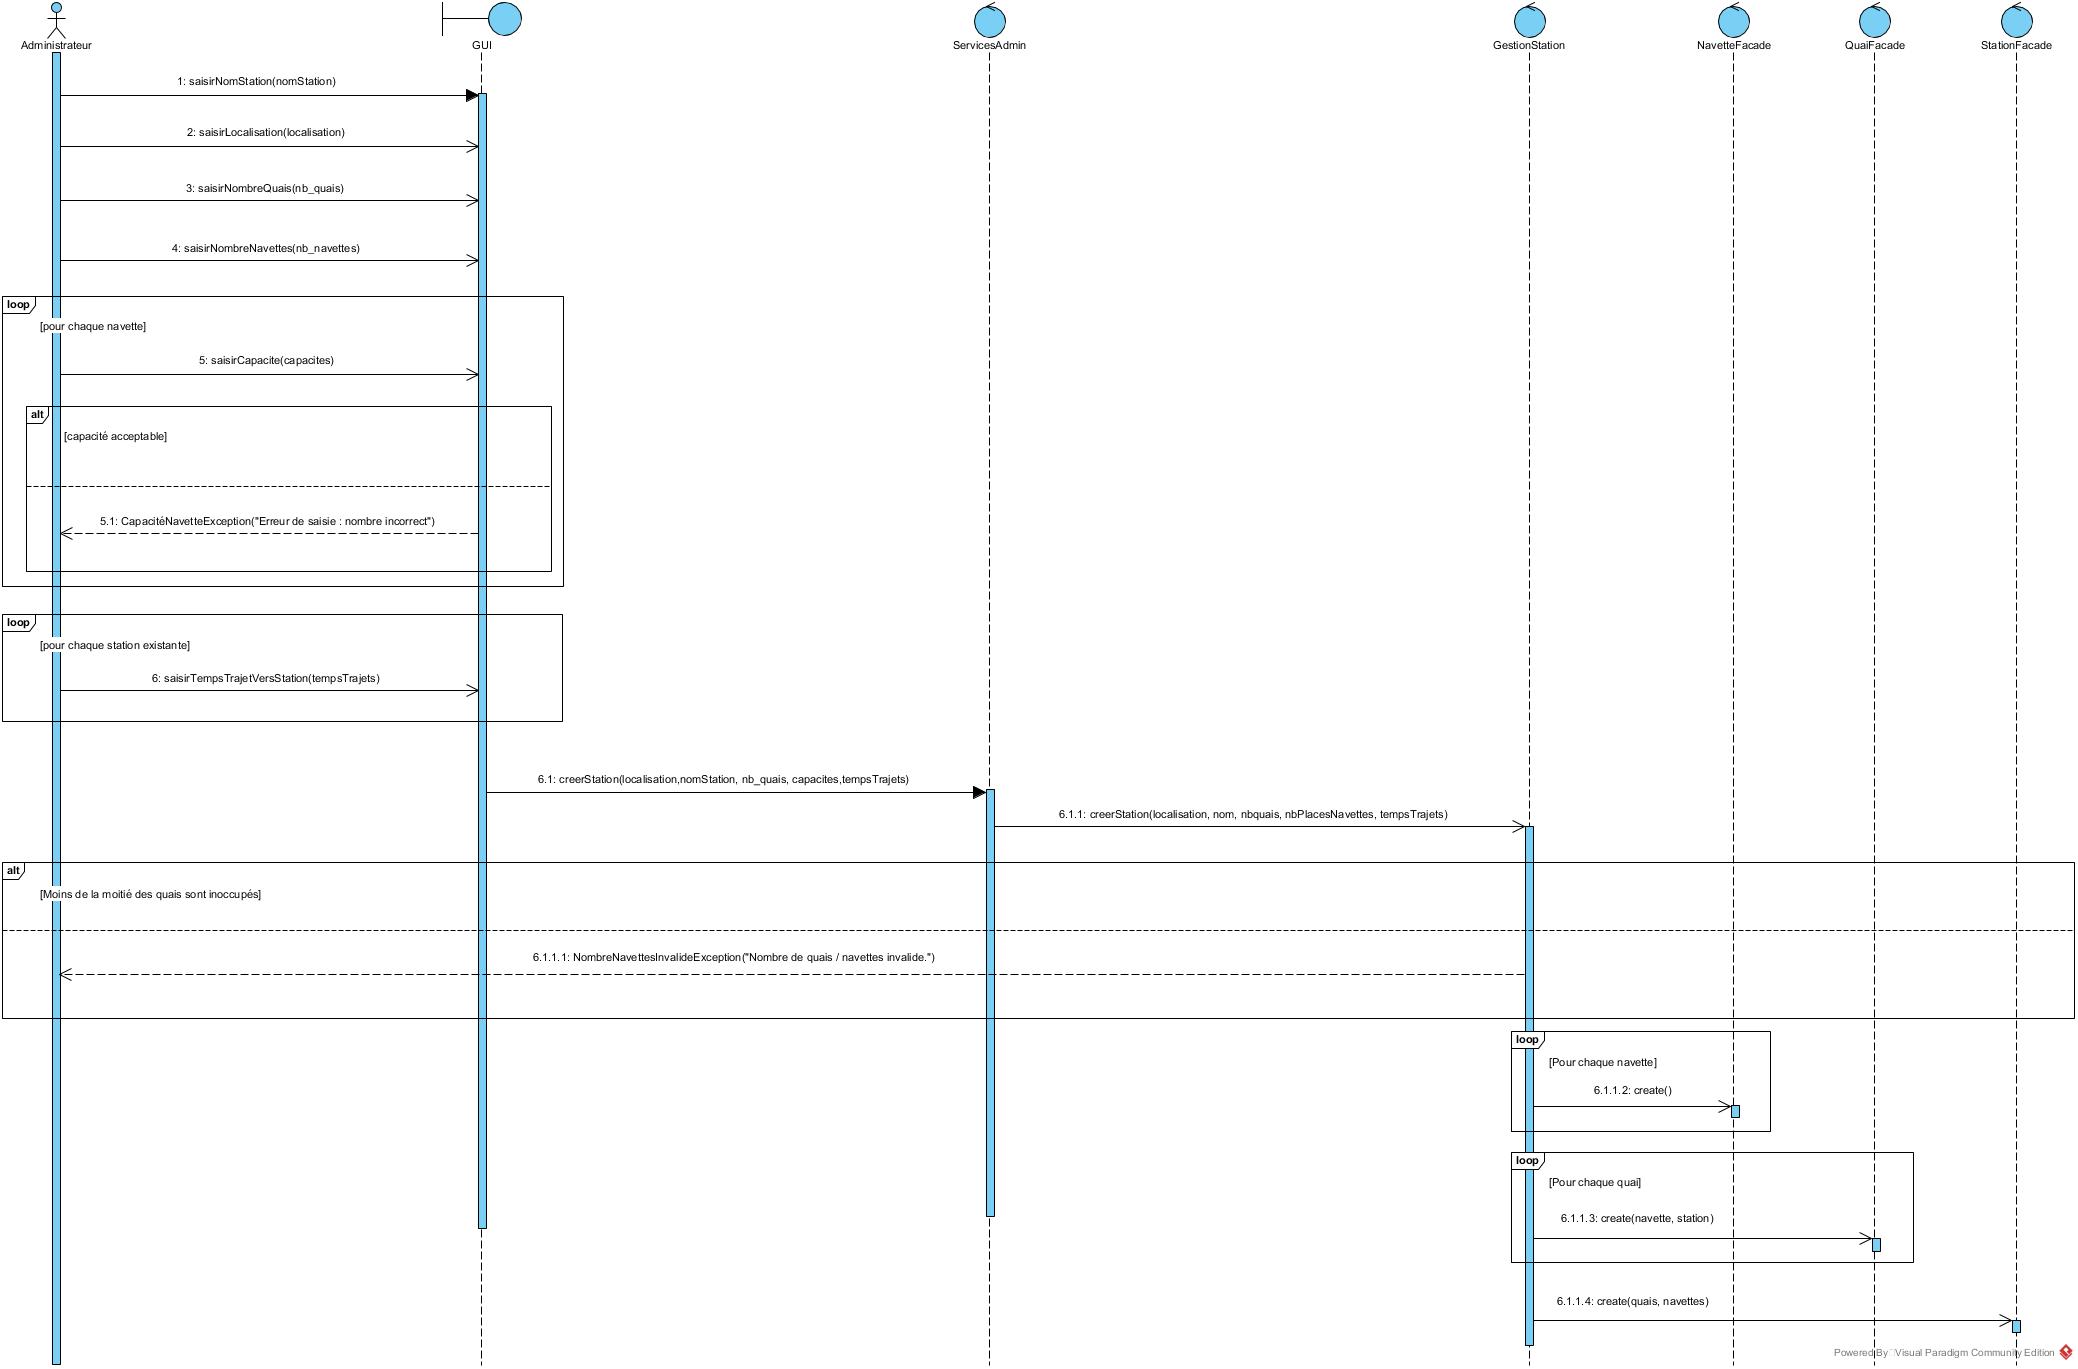 Administrateur
GUI
ServicesAdmin
GestionStation
NavetteFacade
QuaiFacade
StationFacade
1: saisirNomStation(nomStation)
2: saisirLocalisation(localisation)
3: saisirNombreQuais(nb_quais)
4: saisirNombreNavettes(nb_navettes)
loop
[pour chaque navette]
5: saisirCapacite(capacites)
alt
[capacité acceptable]
5.1: CapacitéNavetteException("Erreur de saisie : nombre incorrect")
loop
[pour chaque station existante]
6: saisirTempsTrajetVersStation(tempsTrajets)
6.1: creerStation(localisation,nomStation, nb_quais, capacites,tempsTrajets)
6.1.1: creerStation(localisation, nom, nbquais, nbPlacesNavettes, tempsTrajets)
alt
[Moins de la moitié des quais sont inoccupés]
6.1.1.1: NombreNavettesInvalideException("Nombre de quais / navettes invalide.")
loop
[Pour chaque navette]
6.1.1.2: create()
loop
[Pour chaque quai]
6.1.1.3: create(navette, station)
6.1.1.4: create(quais, navettes)
Powered By Visual Paradigm Community Edition